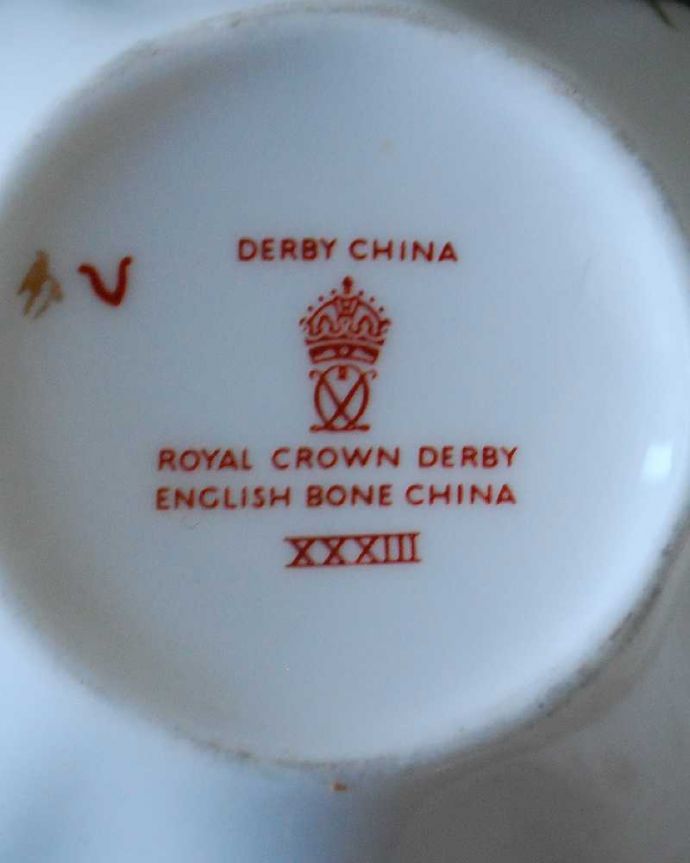 DERBY CHINA
ROYAL CROWN DERBY
ENGLISH BONE CHINA
XXXIII